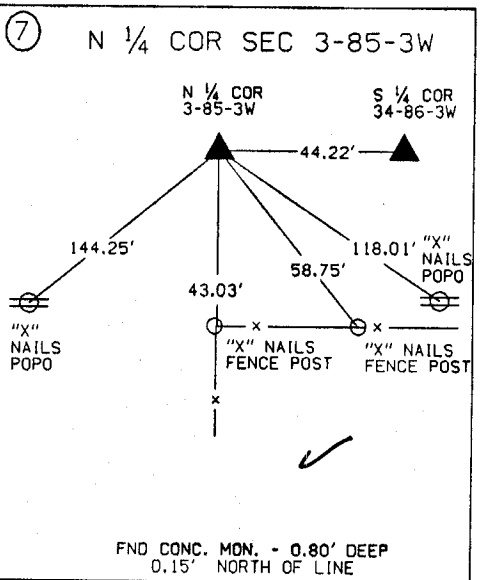 7 N 1/4 COR SEC 3-85-3W
N 1/4 COR
3-85-3W
S 1/4 COR
34-86-3W
44.22'
144.25'
43.03'
58.75'
118.01'
"X"
NAILS
POPO
"X"
NAILS
POPO
x
x
"X" NAILS
FENCE POST
"X" NAILS
FENCE POST
x
FND CONC. MON. - 0.80' DEEP
0.15' NORTH OF LINE